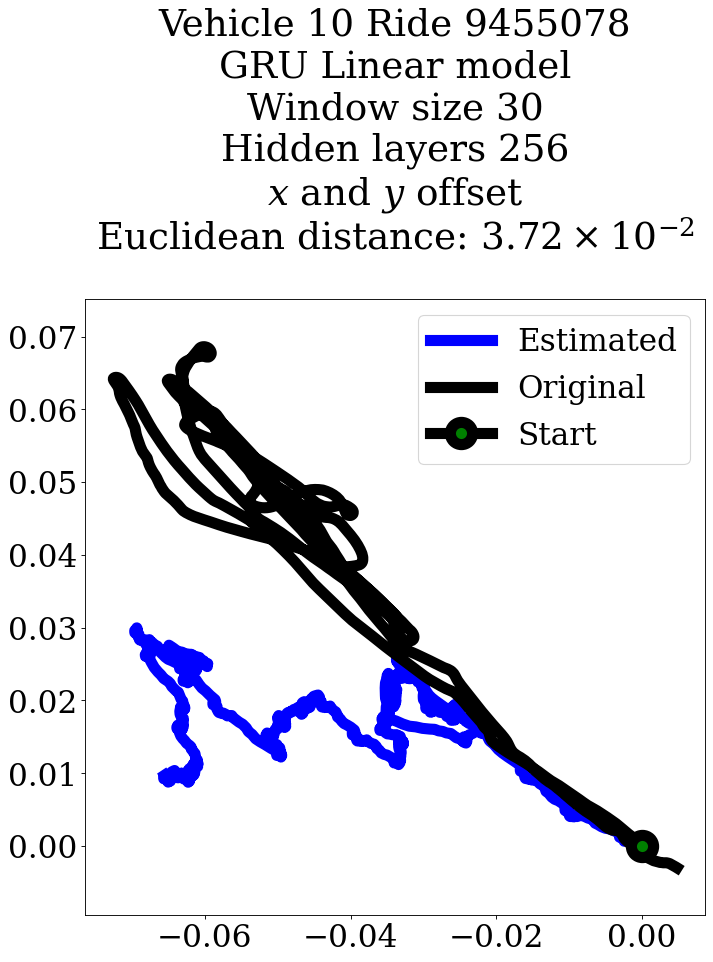 Vehicle 10 Ride 9455078
GRU Linear model
Window size 30
Hidden layers 256
x and y offset
Euclidean distance: 3.72 × 10⁻²
Estimated
Original
Start
0.07
0.06
0.05
0.04
0.03
0.02
0.01
0.00
−0.06 −0.04 −0.02 0.00